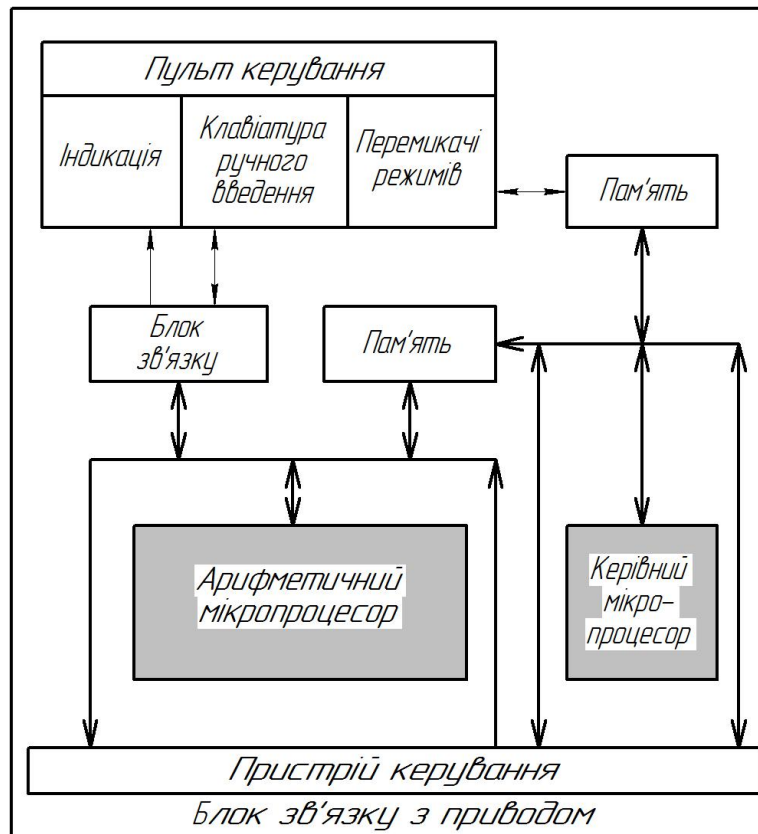 Пульт керування
Індикація
Клавіатура
ручного
введення
Перемикачі
режимів
Пам'ять
Блок
зв'язку
Пам'ять
Арифметичний
мікропроцесор
Керівний
мікро-
процесор
Пристрій керування
Блок зв'язку з приводом